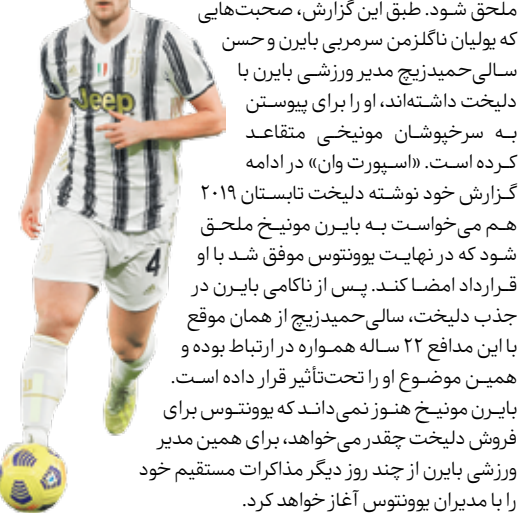 ملحق شود. طبق این گزارش، صحبت‌هایی
که یولیان ناگلزمن سرمربی بایرن و حسن
سالی‌حمیدزیچ مدیر ورزشی بایرن با
دلیخت داشته‌اند، او را برای پیوستن
به سرخپوشان مونیخی متقاعد
کرده است. «اسپورت وان» در ادامه
گزارش خود نوشته دلیخت تابستان ۲۰۱۹
هم می‌خواست به بایرن مونیخ ملحق
شود که در نهایت یوونتوس موفق شد با او
قرارداد امضا کند. پس از ناکامی بایرن در
جذب دلیخت، سالی‌حمیدزیچ از همان موقع
با این مدافع ۲۲ ساله همواره در ارتباط بوده و
همین موضوع او را تحت‌تأثیر قرار داده است.
بایرن مونیخ هنوز نمی‌داند که یوونتوس برای
فروش دلیخت چقدر می‌خواهد، برای همین مدیر
ورزشی بایرن از چند روز دیگر مذاکرات مستقیم خود
را با مدیران یوونتوس آغاز خواهد کرد.
Jeep
4